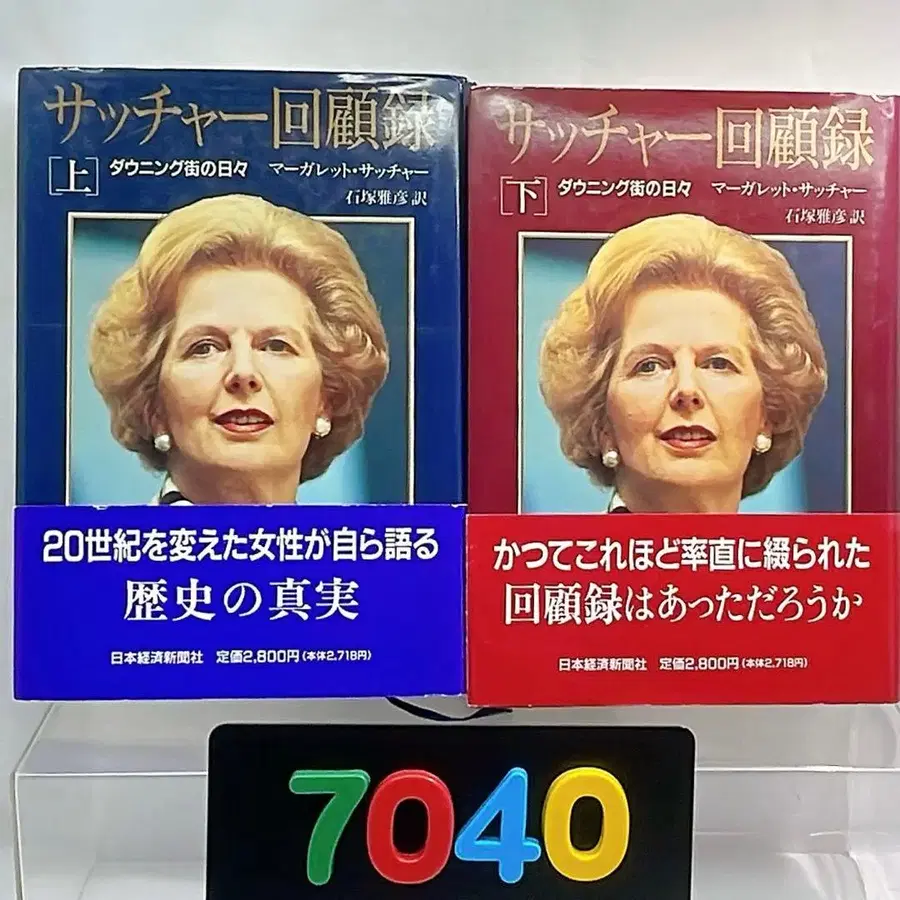 サッチャー回顧録
[上] ダウニング街の日々 マーガレット・サッチャー
石塚雅彦 訳
20世紀を変えた女性が自ら語る
歴史の真実
日本経済新聞社 定価2,800円(本体2,718円)
サッチャー回顧録
[下] ダウニング街の日々 マーガレット・サッチャー
石塚雅彦 訳
かつてこれほど率直に綴られた
回顧録はあっただろうか
日本経済新聞社 定価2,800円(本体2,718円)
7040